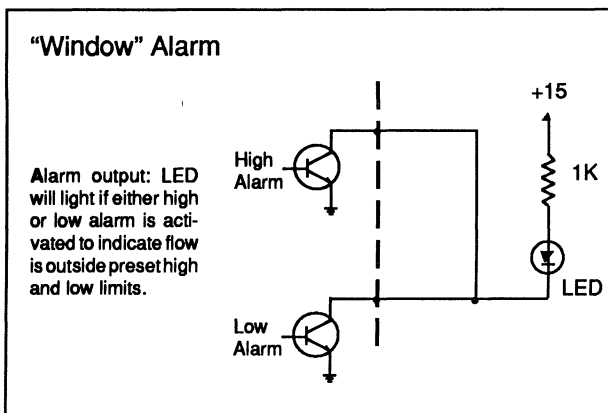 "Window" Alarm
Alarm output: LED
will light if either high
or low alarm is acti-
vated to indicate flow
is outside preset high
and low limits.
High
Alarm
Low
Alarm
+15
1K
LED